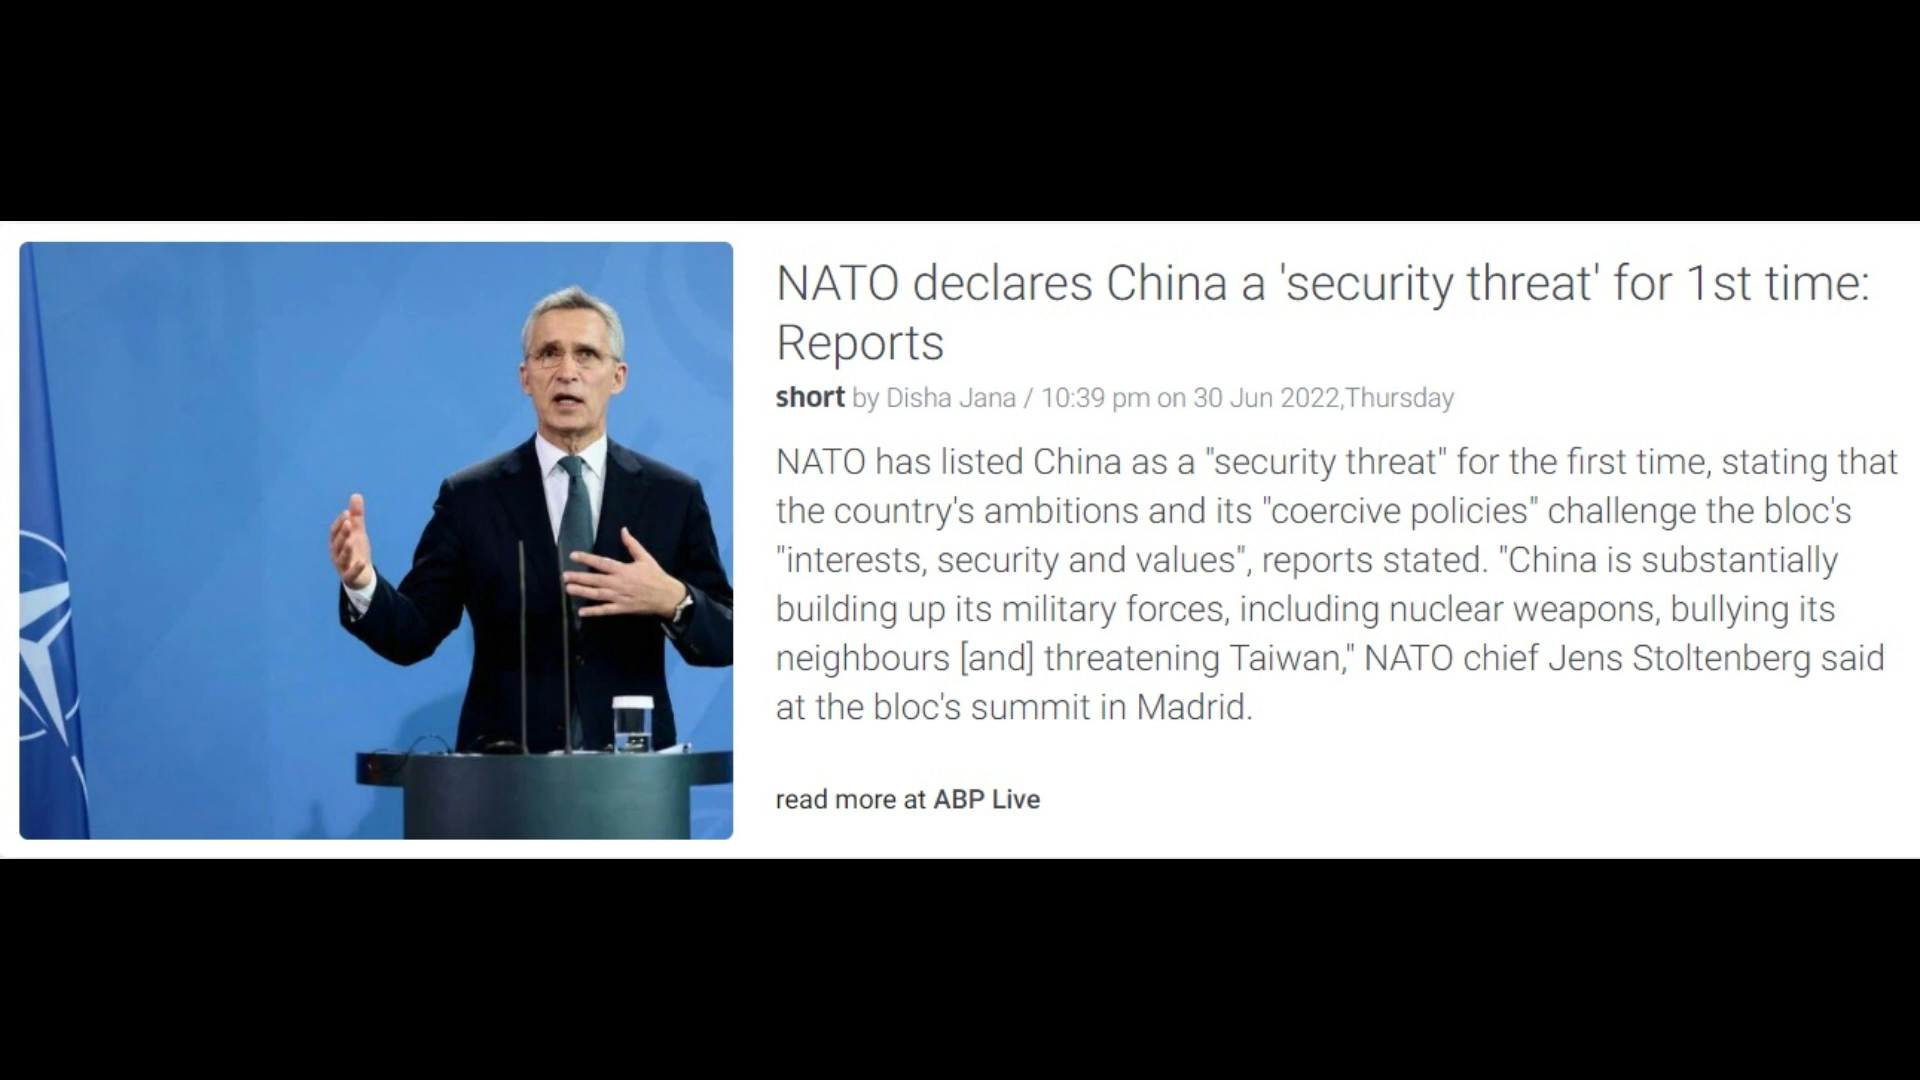 NATO declares China a 'security threat' for 1st time:
Reports
short by Disha Jana / 10:39 pm on 30 Jun 2022,Thursday
NATO has listed China as a "security threat" for the first time, stating that
the country's ambitions and its "coercive policies" challenge the bloc's
"interests, security and values", reports stated. "China is substantially
building up its military forces, including nuclear weapons, bullying its
neighbours [and] threatening Taiwan," NATO chief Jens Stoltenberg said
at the bloc's summit in Madrid.
read more at ABP Live